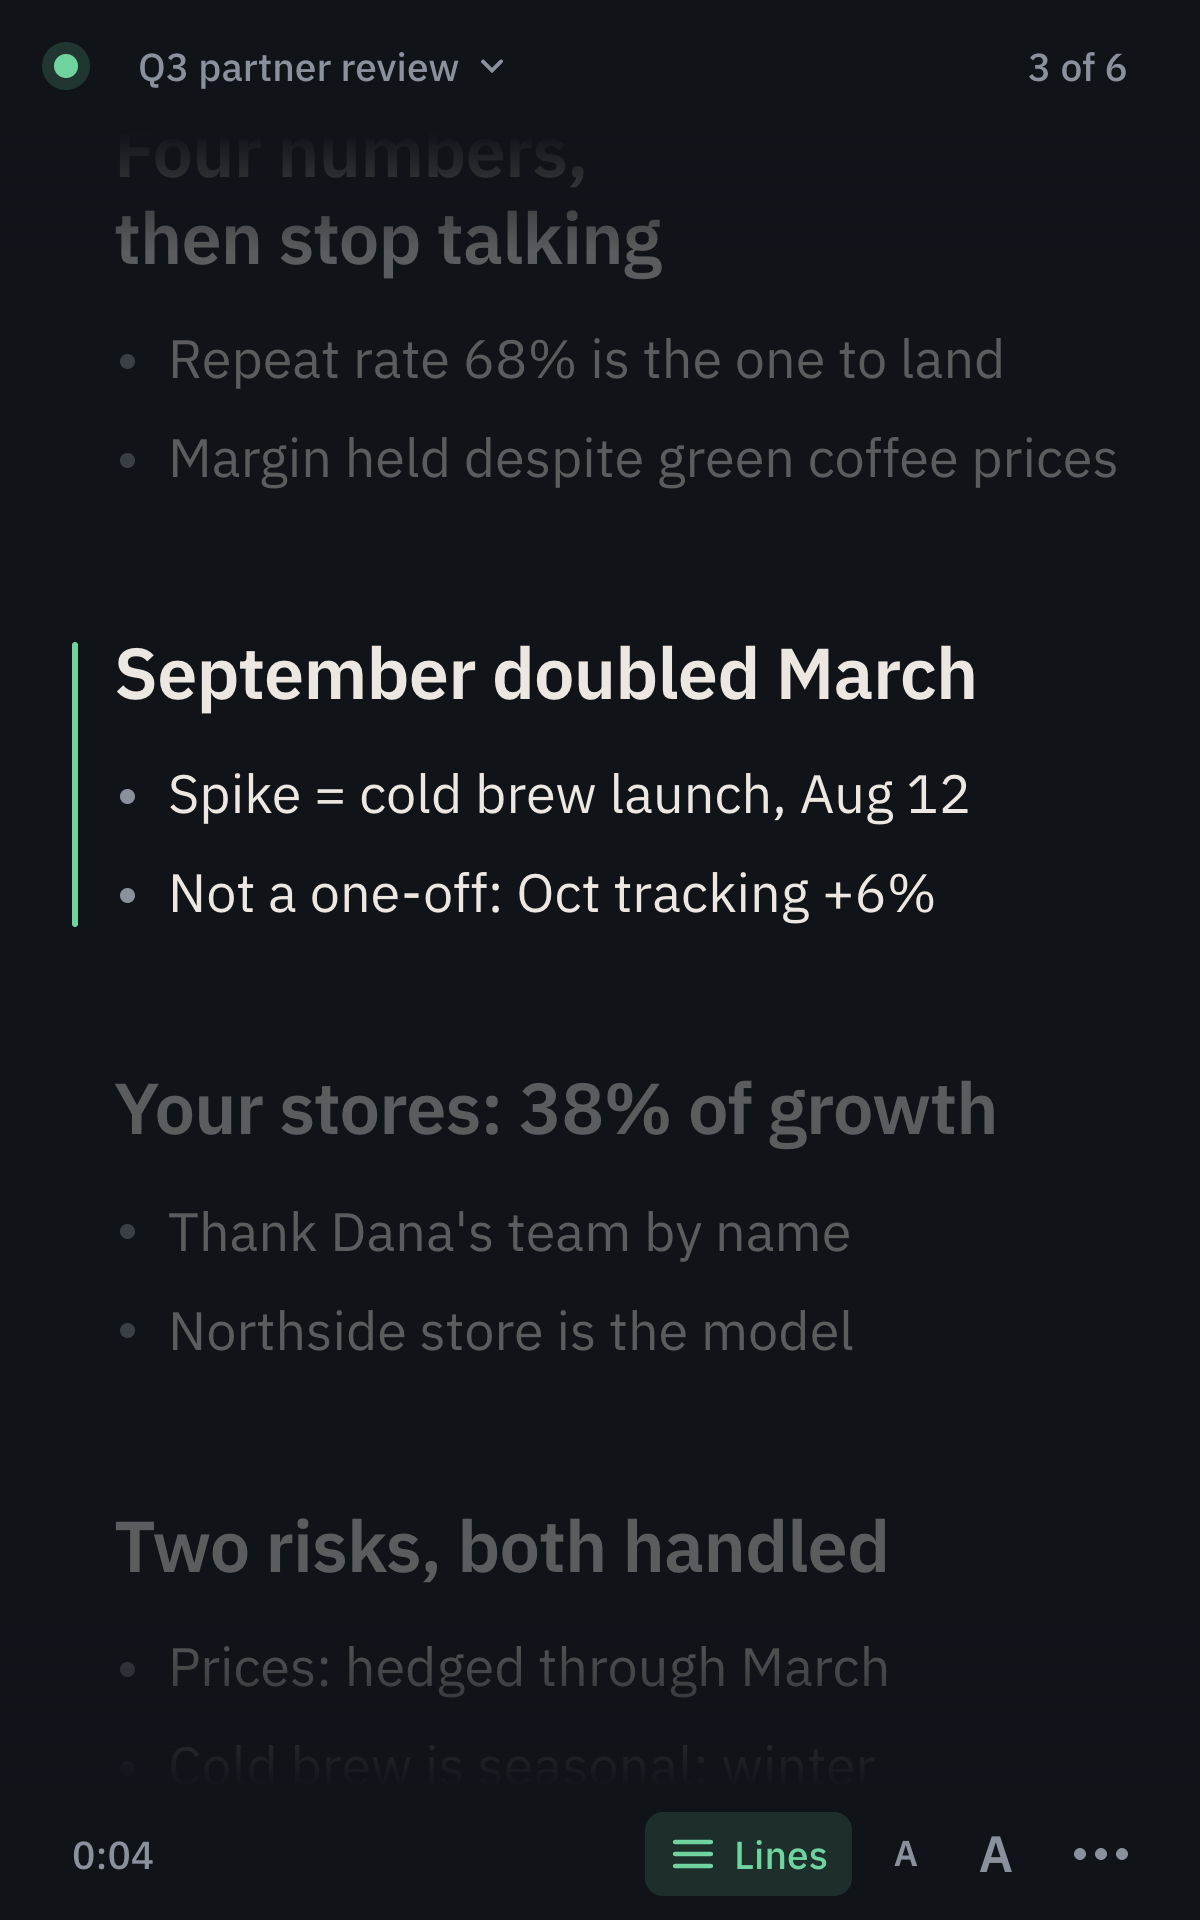 Q3 partner review
3 of 6
Four numbers,
then stop talking
• Repeat rate 68% is the one to land
• Margin held despite green coffee prices
September doubled March
• Spike = cold brew launch, Aug 12
• Not a one-off: Oct tracking +6%
Your stores: 38% of growth
• Thank Dana's team by name
• Northside store is the model
Two risks, both handled
• Prices: hedged through March
• Cold brew is seasonal: winter
0:04
Lines
A
A